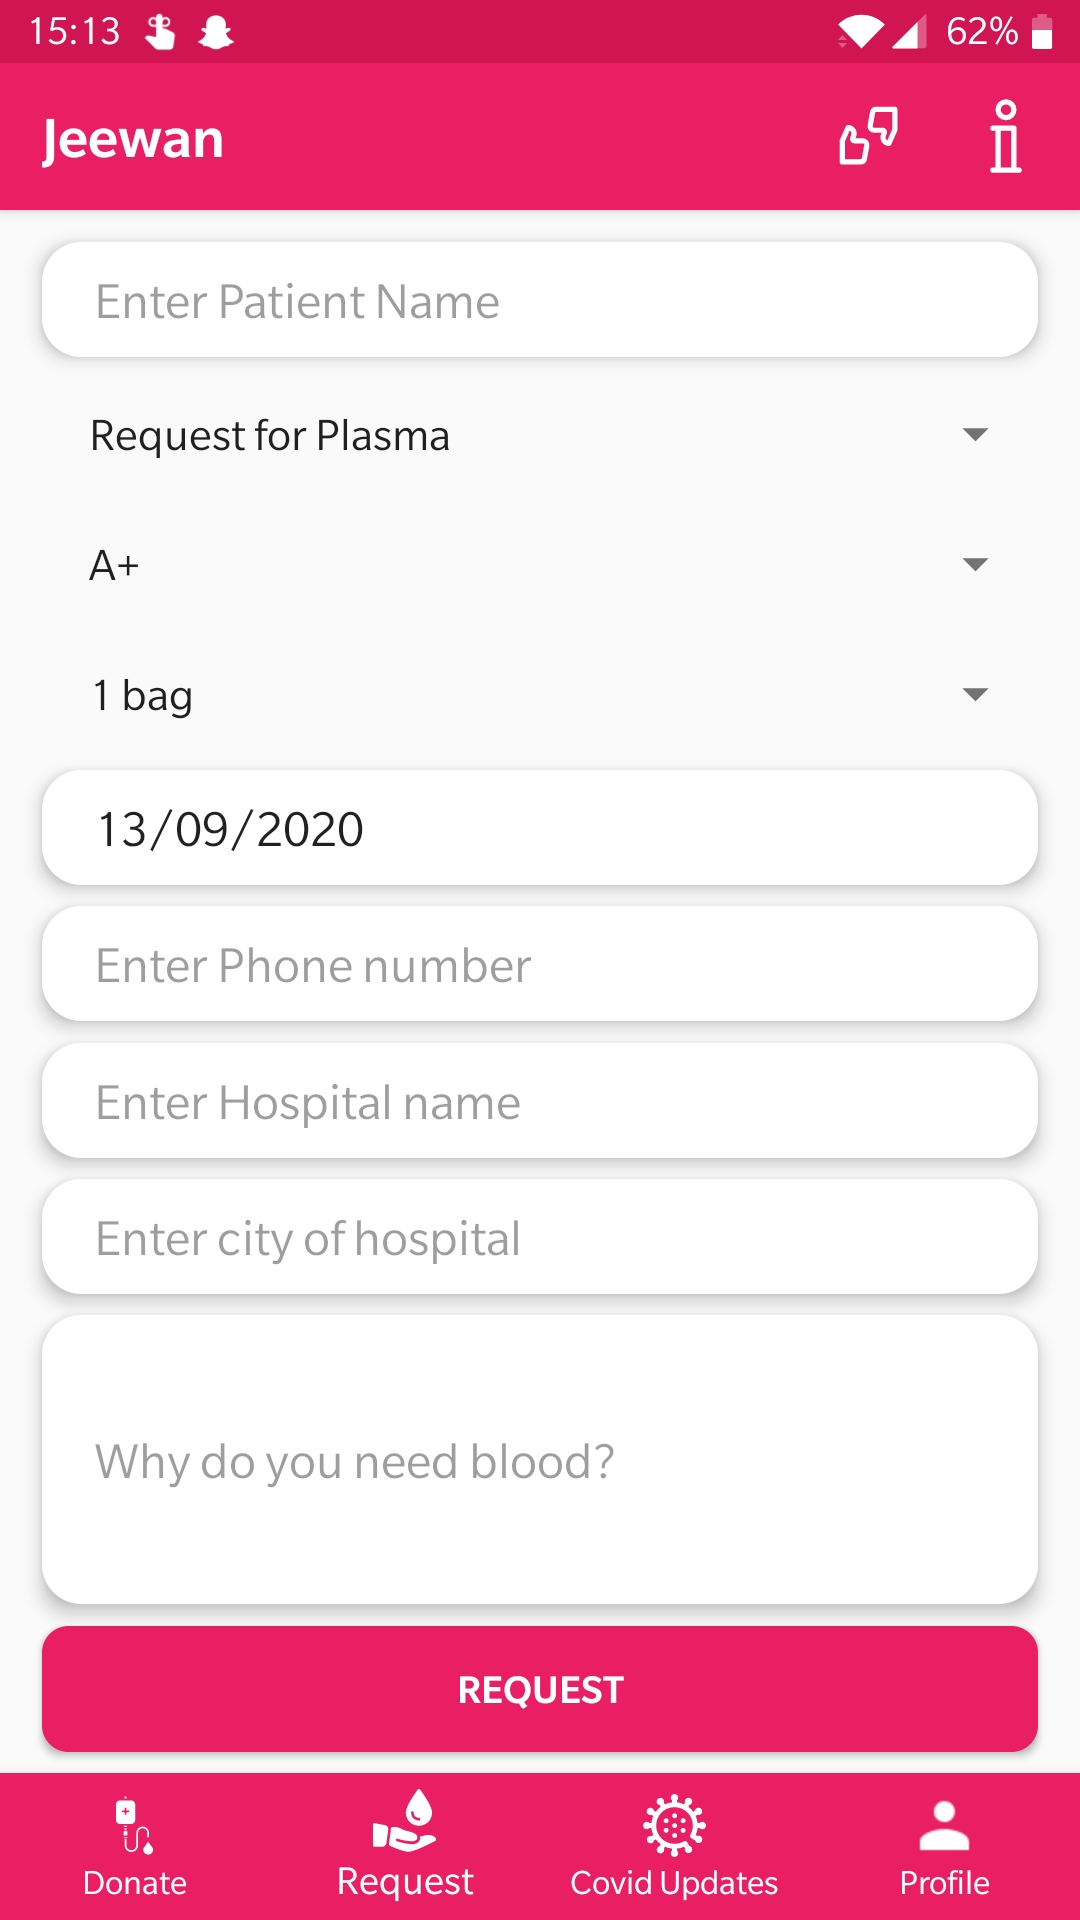 15:13 62%
Jeewan
Enter Patient Name
Request for Plasma
A+
1 bag
13/09/2020
Enter Phone number
Enter Hospital name
Enter city of hospital
Why do you need blood?
REQUEST
Donate Request Covid Updates Profile